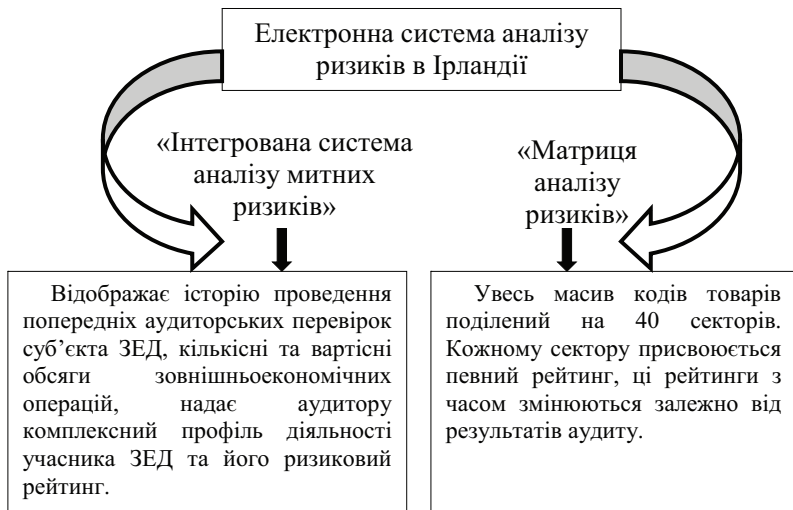 Електронна система аналізу
ризиків в Ірландії
«Інтегрована система
аналізу митних
ризиків»
«Матриця
аналізу
ризиків»
Відображає історію проведення
попередніх аудиторських перевірок
суб’єкта ЗЕД, кількісні та вартісні
обсяги зовнішньоекономічних
операцій, надає аудитору
комплексний профіль діяльності
учасника ЗЕД та його ризиковий
рейтинг.
Увесь масив кодів товарів
поділений на 40 секторів.
Кожному сектору присвоюється
певний рейтинг, ці рейтинги з
часом змінюються залежно від
результатів аудиту.